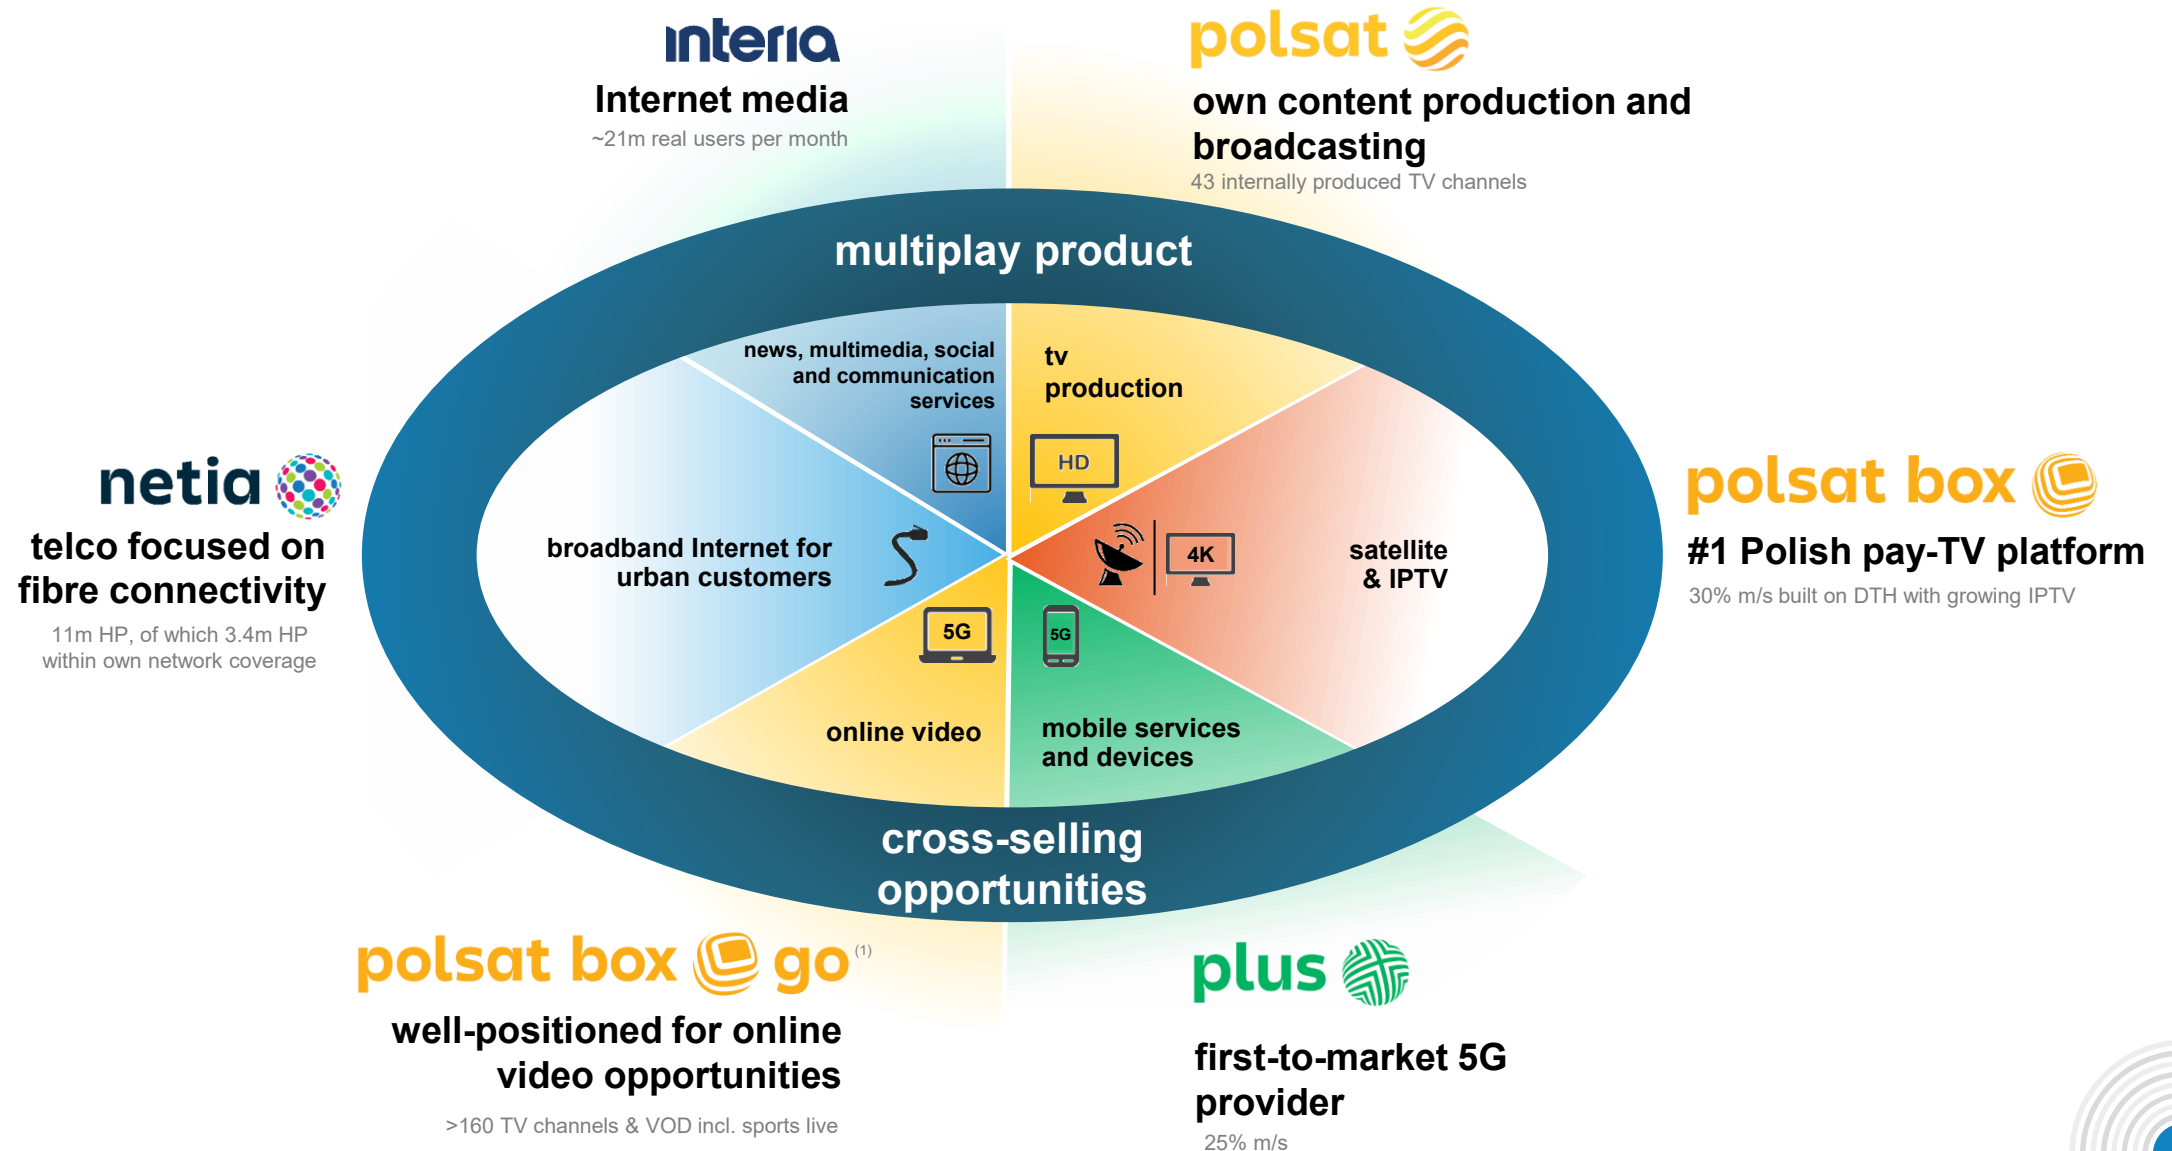 interia
Internet media
~21m real users per month
polsat
own content production and
broadcasting
43 internally produced TV channels
multiplay product
news, multimedia, social
and communication
services
tv
production
HD
netia
telco focused on
fibre connectivity
11m HP, of which 3.4m HP
within own network coverage
broadband Internet for
urban customers
4K
satellite
& IPTV
polsat box
#1 Polish pay-TV platform
30% m/s built on DTH with growing IPTV
5G
5G
online video
mobile services
and devices
cross-selling
opportunities
polsat box go (1)
well-positioned for online
video opportunities
>160 TV channels & VOD incl. sports live
plus
first-to-market 5G
provider
25% m/s